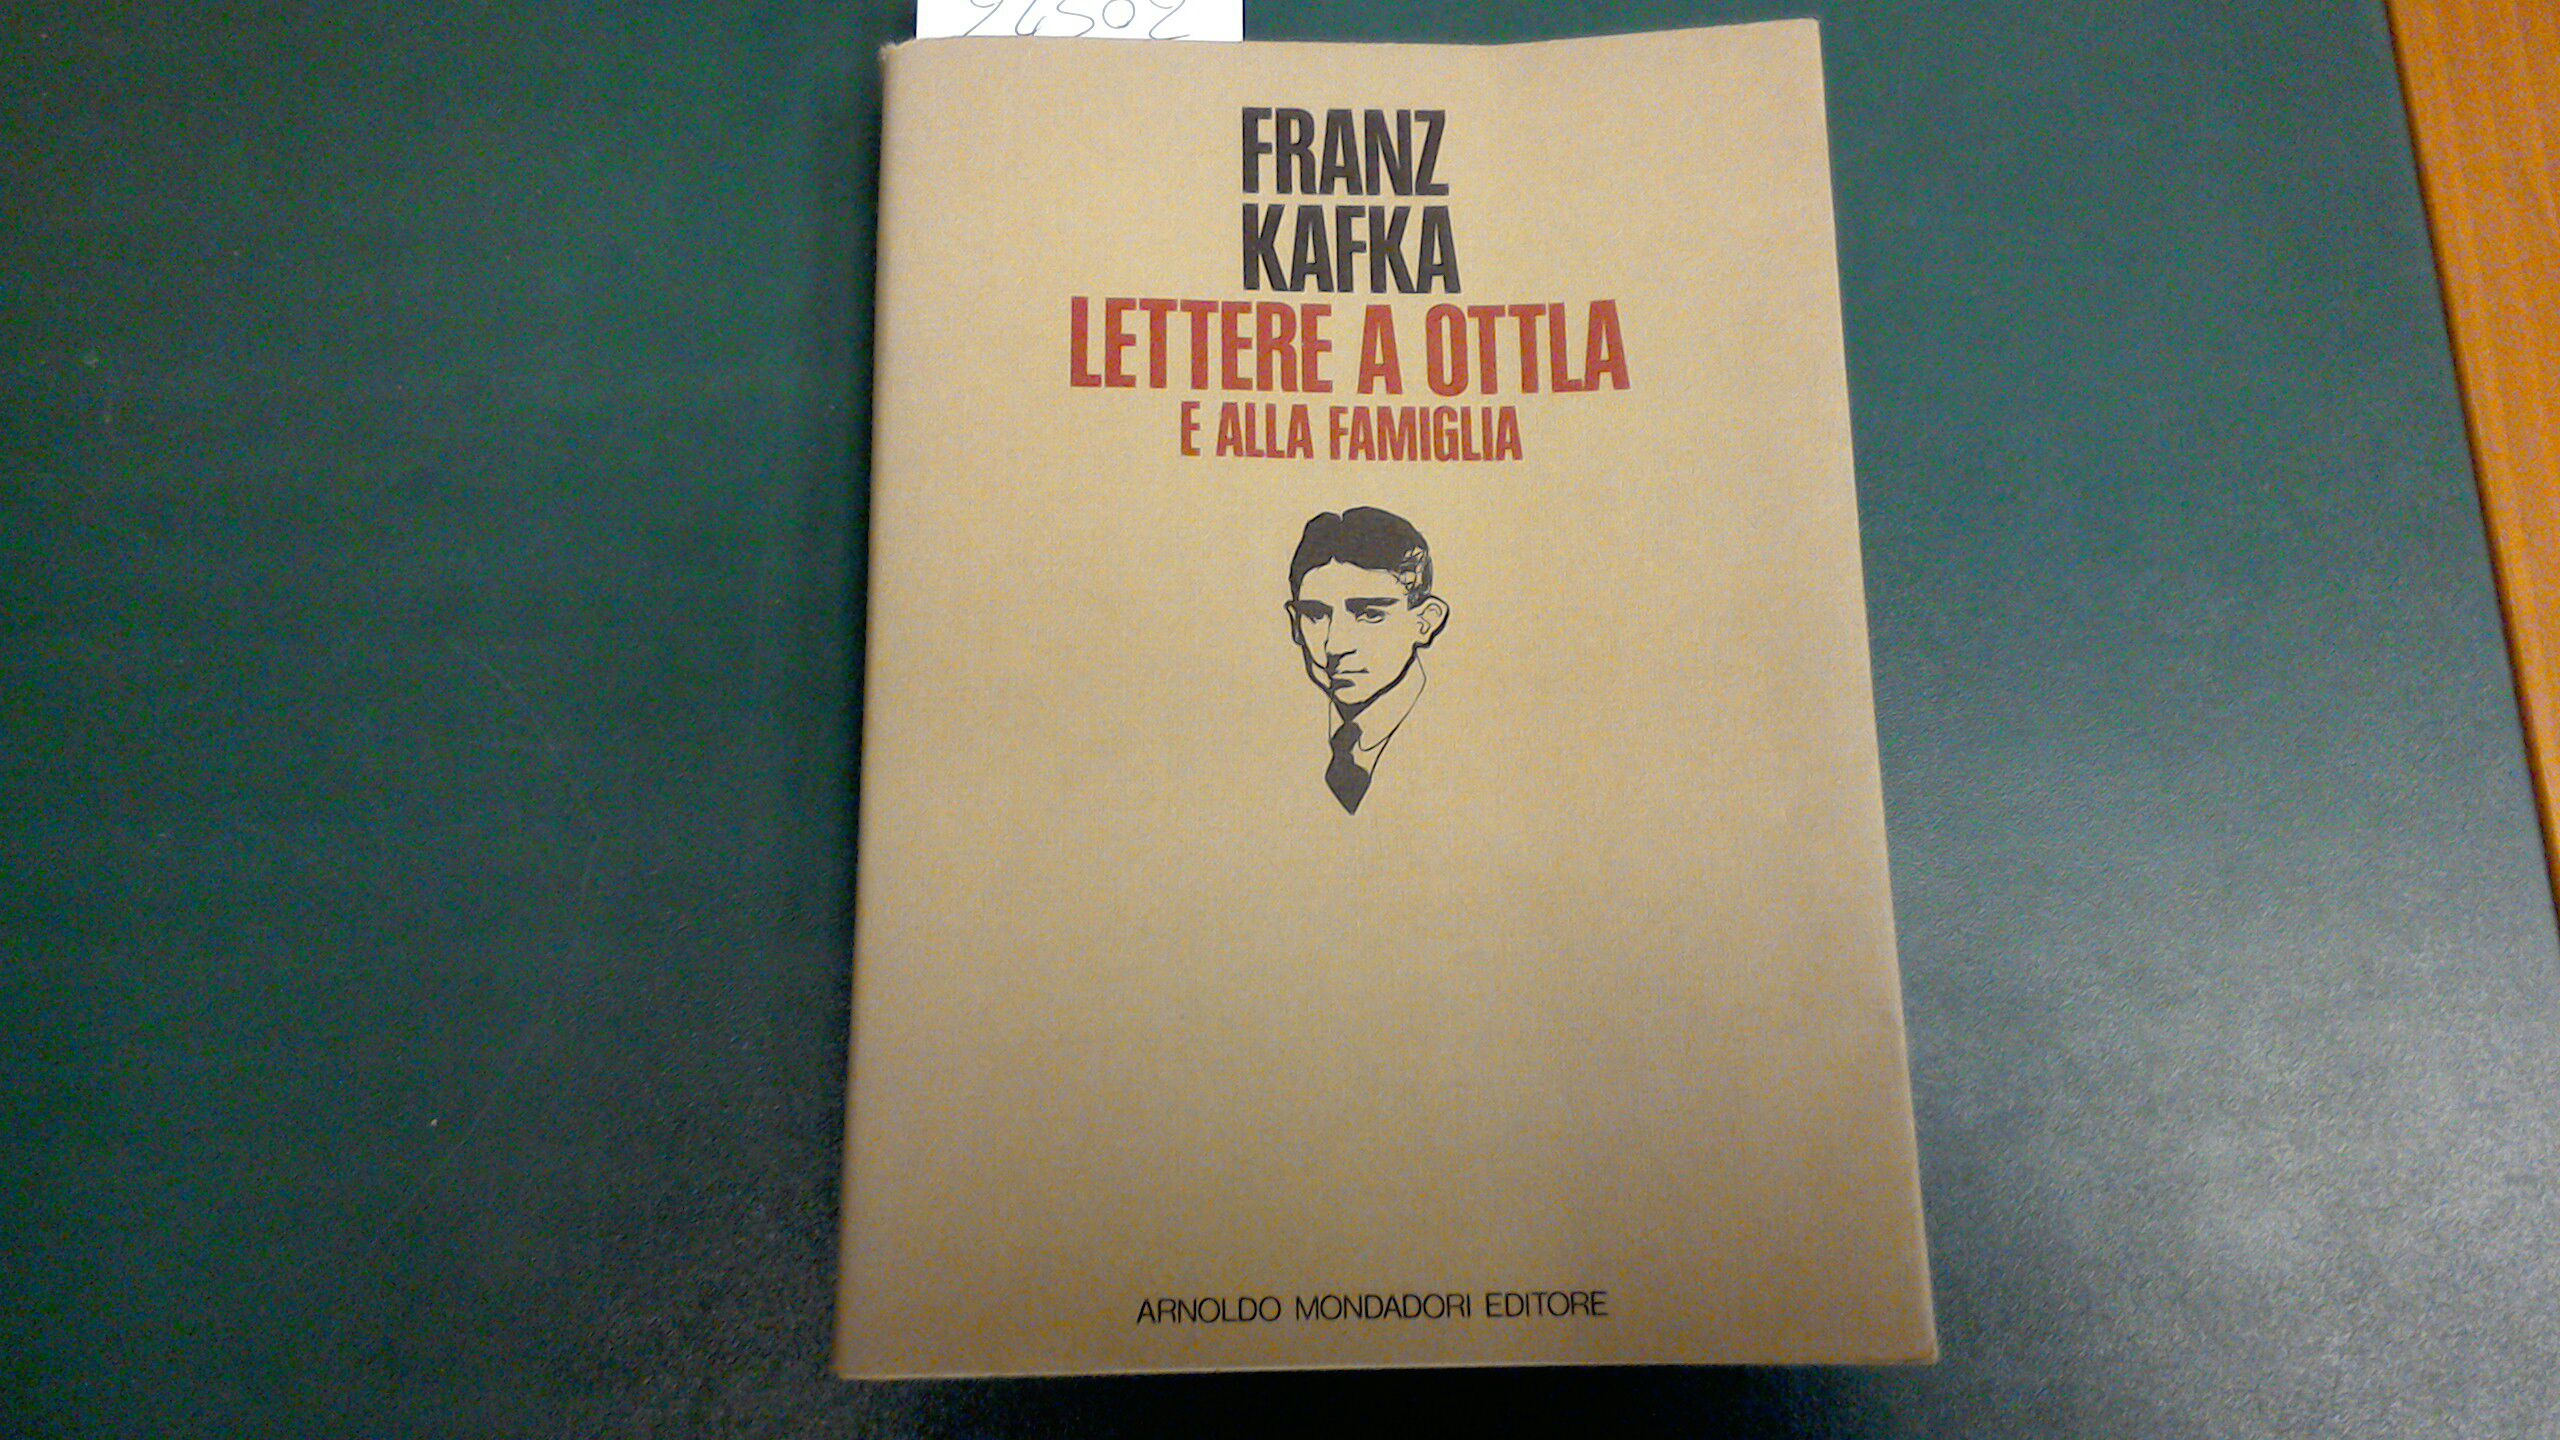 FRANZ
KAFKA
LETTERE A OTTLA
E ALLA FAMIGLIA
ARNOLDO MONDADORI EDITORE